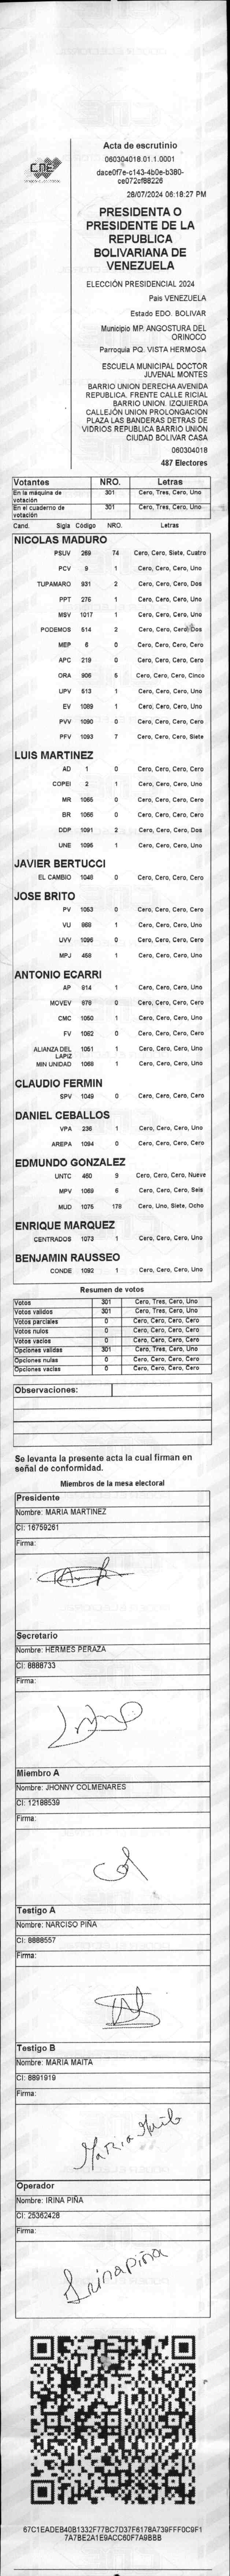 CNE
Acta de escrutinio
060304018.01.1.0001
dace0f7e-c143-4b0e-b380-
ce072cf88226
28/07/2024 06:18:27 PM
PRESIDENTA O
PRESIDENTE DE LA
REPUBLICA
BOLIVARIANA DE
VENEZUELA
ELECCIÓN PRESIDENCIAL 2024
Pais VENEZUELA
Estado EDO. BOLIVAR
Municipio MP. ANGOSTURA DEL
ORINOCO
Parroquia PQ. VISTA HERMOSA
ESCUELA MUNICIPAL DOCTOR
JUVENAL MONTES
BARRIO UNION DERECHA AVENIDA
REPUBLICA. FRENTE CALLE RICIAL
BARRIO UNION. IZQUIERDA
CALLEJÓN UNION PROLONGACION
PLAZA LAS BANDERAS DETRAS DE
VIDRIOS REPUBLICA BARRIO UNION
CIUDAD BOLIVAR CASA
060304018
487 Electores
Votantes NRO. Letras
En la máquina de votación 301 Cero, Tres, Cero, Uno
En el cuaderno de votación 301 Cero, Tres, Cero, Uno
Cand. Sigla Código NRO. Letras
NICOLAS MADURO
PSUV 269 74 Cero, Cero, Siete, Cuatro
PCV 9 1 Cero, Cero, Cero, Uno
TUPAMARO 931 2 Cero, Cero, Cero, Dos
PPT 276 1 Cero, Cero, Cero, Uno
MSV 1017 1 Cero, Cero, Cero, Uno
PODEMOS 514 2 Cero, Cero, Cero, Dos
MEP 6 0 Cero, Cero, Cero, Cero
APC 219 0 Cero, Cero, Cero, Cero
ORA 906 5 Cero, Cero, Cero, Cinco
UPV 513 1 Cero, Cero, Cero, Uno
EV 1089 1 Cero, Cero, Cero, Uno
PVV 1090 0 Cero, Cero, Cero, Cero
PFV 1093 7 Cero, Cero, Cero, Siete
LUIS MARTINEZ
AD 1 0 Cero, Cero, Cero, Cero
COPEI 2 1 Cero, Cero, Cero, Uno
MR 1065 0 Cero, Cero, Cero, Cero
BR 1066 0 Cero, Cero, Cero, Cero
DDP 1091 2 Cero, Cero, Cero, Dos
UNE 1095 1 Cero, Cero, Cero, Uno
JAVIER BERTUCCI
EL CAMBIO 1048 0 Cero, Cero, Cero, Cero
JOSE BRITO
PV 1053 0 Cero, Cero, Cero, Cero
VU 868 1 Cero, Cero, Cero, Uno
UVV 1096 0 Cero, Cero, Cero, Cero
MPJ 458 1 Cero, Cero, Cero, Uno
ANTONIO ECARRI
AP 914 1 Cero, Cero, Cero, Uno
MOVEV 878 0 Cero, Cero, Cero, Cero
CMC 1050 1 Cero, Cero, Cero, Uno
FV 1062 0 Cero, Cero, Cero, Cero
ALIANZA DEL LAPIZ 1051 1 Cero, Cero, Cero, Uno
MIN UNIDAD 1068 1 Cero, Cero, Cero, Uno
CLAUDIO FERMIN
SPV 1049 0 Cero, Cero, Cero, Cero
DANIEL CEBALLOS
VPA 236 1 Cero, Cero, Cero, Uno
AREPA 1094 0 Cero, Cero, Cero, Cero
EDMUNDO GONZALEZ
UNTC 460 9 Cero, Cero, Cero, Nueve
MPV 1069 6 Cero, Cero, Cero, Seis
MUD 1075 178 Cero, Uno, Siete, Ocho
ENRIQUE MARQUEZ
CENTRADOS 1073 1 Cero, Cero, Cero, Uno
BENJAMIN RAUSSEO
CONDE 1092 1 Cero, Cero, Cero, Uno
Resumen de votos
Votos 301 Cero, Tres, Cero, Uno
Votos validos 301 Cero, Tres, Cero, Uno
Votos parciales 0 Cero, Cero, Cero, Cero
Votos nulos 0 Cero, Cero, Cero, Cero
Votos vacios 0 Cero, Cero, Cero, Cero
Opciones validas 301 Cero, Tres, Cero, Uno
Opciones nulas 0 Cero, Cero, Cero, Cero
Opciones vacias 0 Cero, Cero, Cero, Cero
Observaciones:
Se levanta la presente acta la cual firman en
señal de conformidad.
Miembros de la mesa electoral
Presidente
Nombre: MARIA MARTINEZ
CI: 16759261
Firma:
Secretario
Nombre: HERMES PERAZA
CI: 8888733
Firma:
Miembro A
Nombre: JHONNY COLMENARES
CI: 12188539
Firma:
Testigo A
Nombre: NARCISO PIÑA
CI: 8888557
Firma:
Testigo B
Nombre: MARIA MAITA
CI: 8891919
Firma:
Maria Maita
Operador
Nombre: IRINA PIÑA
CI: 25362428
Firma:
Irina piña
67C1EADEB40B1332F77BC7D37F6178A739FFF0C9F1
7A7BE2A1E9ACC60F7A9BBB